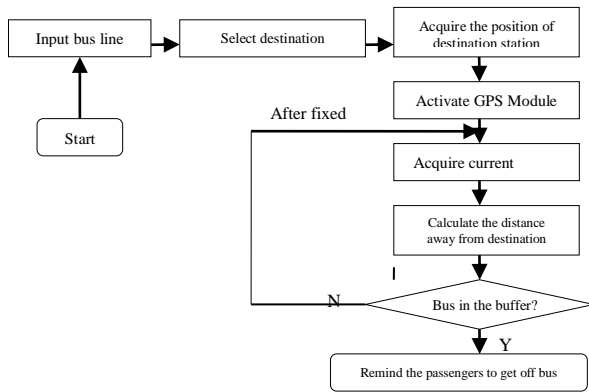 Input bus line
Select destination
Acquire the position of
destination station
Activate GPS Module
After fixed
Start
Acquire current
Calculate the distance
away from destination
N
Bus in the buffer?
Y
Remind the passengers to get off bus